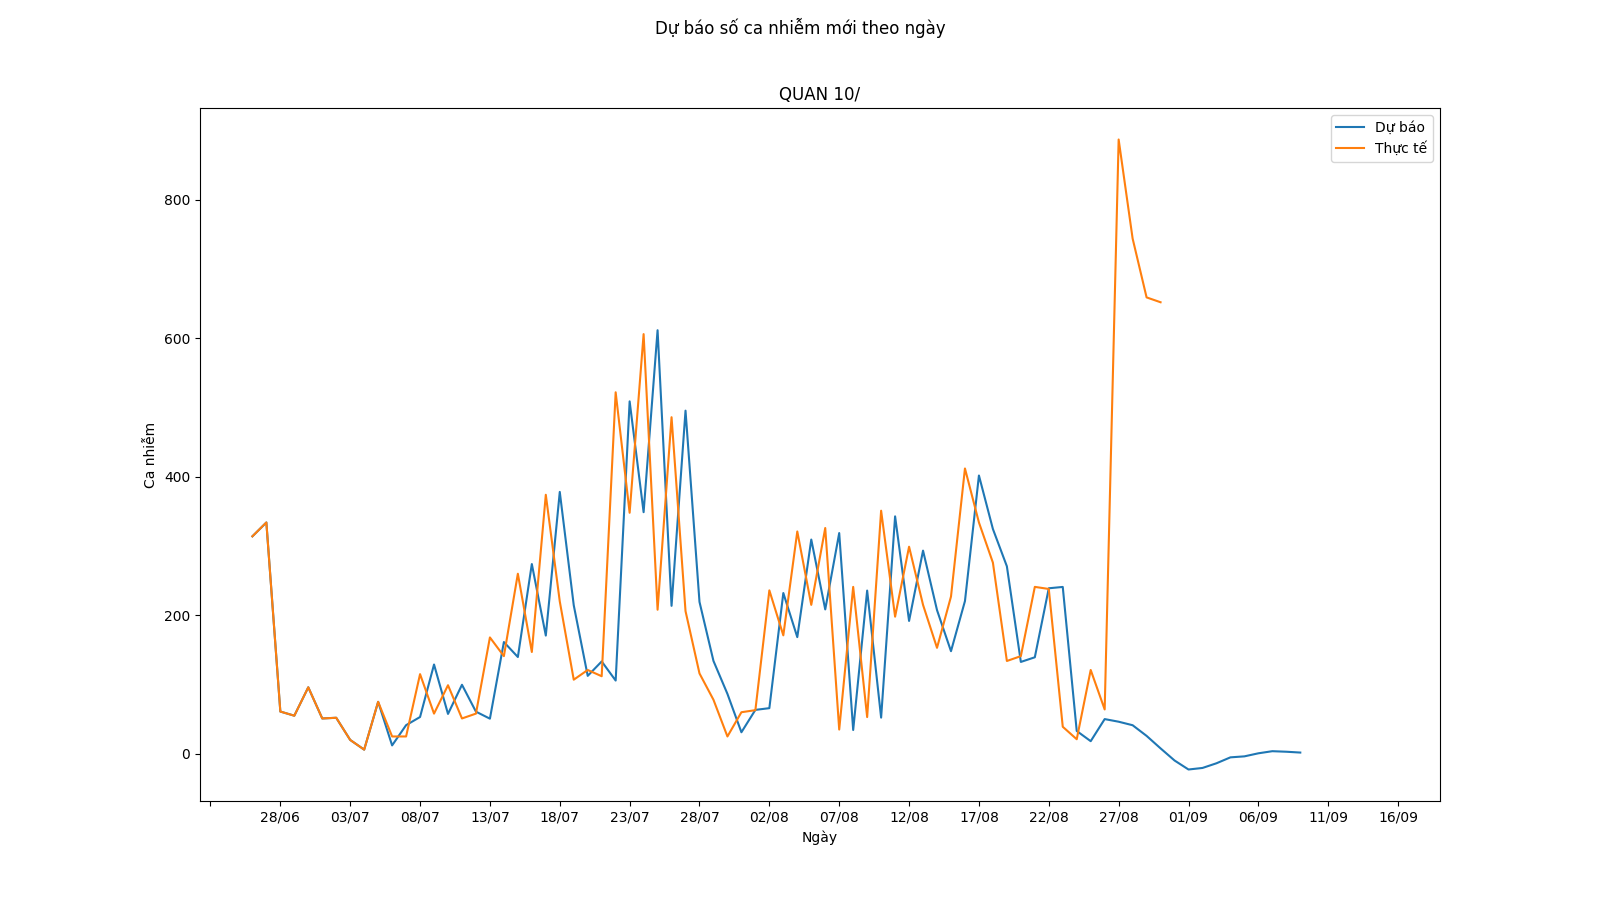 Dự báo số ca nhiễm mới theo ngày
QUAN 10/
Dự báo
Thực tế
800
600
400
200
0
Ca nhiễm
28/06 03/07 08/07 13/07 18/07 23/07 28/07 02/08 07/08 12/08 17/08 22/08 27/08 01/09 06/09 11/09 16/09
Ngày